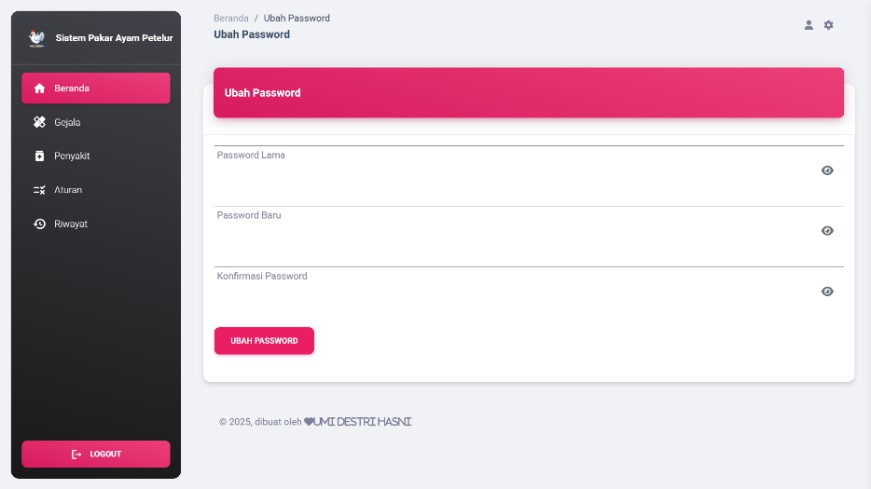 Sistem Pakar Ayam Petelur
Beranda
Gejala
Penyakit
Aturan
Riwayat
LOGOUT
Beranda / Ubah Password
Ubah Password
Ubah Password
Password Lama
Password Baru
Konfirmasi Password
UBAH PASSWORD
© 2025, dibuat oleh ♥UMI DESTRI HASNI